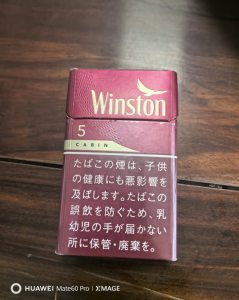 Winston
5
CABIN
たばこの煙は、子供
の健康にも悪影響を
及ぼします。たばこの
誤飲を防ぐため、乳
幼児の手が届かない
所に保管・廃棄を。
HUAWEI Mate60 Pro | XMAGE